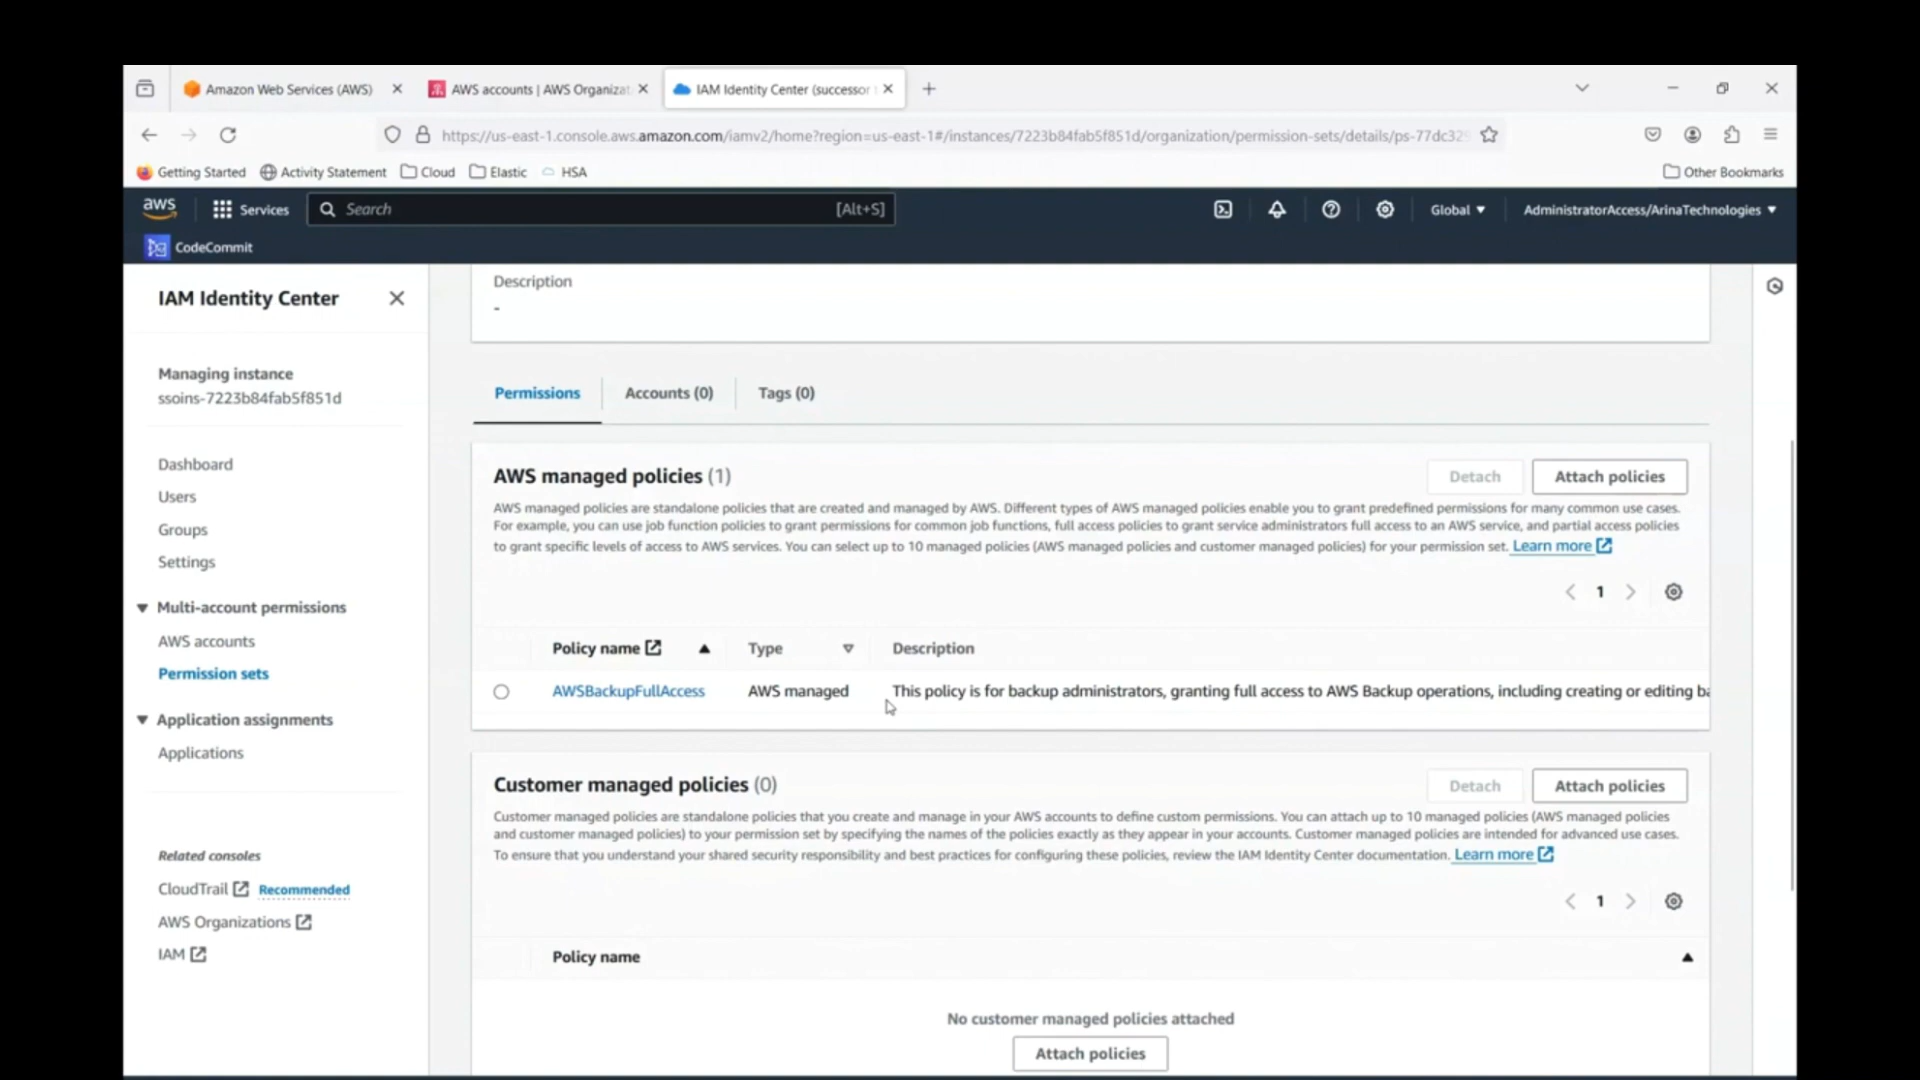 Amazon Web Services (AWS)
AWS accounts | AWS Organizat
IAM Identity Center (successor
https://us-east-1.console.aws.amazon.com/iamv2/home?region=us-east-1#/instances/7223b84fab5f851d/organization/permission-sets/details/ps-77dc329
Getting Started
Activity Statement
Cloud
Elastic
HSA
Other Bookmarks
aws
Services
Search
[Alt+S]
Global
AdministratorAccess/ArinaTechnologies
CodeCommit
IAM Identity Center
Managing instance
ssoins-7223b84fab5f851d
Dashboard
Users
Groups
Settings
Multi-account permissions
AWS accounts
Permission sets
Application assignments
Applications
Related consoles
CloudTrail Recommended
AWS Organizations
IAM
Description
-
Permissions
Accounts (0)
Tags (0)
AWS managed policies (1)
Detach
Attach policies
AWS managed policies are standalone policies that are created and managed by AWS. Different types of AWS managed policies enable you to grant predefined permissions for many common use cases.
For example, you can use job function policies to grant permissions for common job functions, full access policies to grant service administrators full access to an AWS service, and partial access policies
to grant specific levels of access to AWS services. You can select up to 10 managed policies (AWS managed policies and customer managed policies) for your permission set. Learn more
1
Policy name
Type
Description
AWSBackupFullAccess
AWS managed
This policy is for backup administrators, granting full access to AWS Backup operations, including creating or editing ba
Customer managed policies (0)
Detach
Attach policies
Customer managed policies are standalone policies that you create and manage in your AWS accounts to define custom permissions. You can attach up to 10 managed policies (AWS managed policies
and customer managed policies) to your permission set by specifying the names of the policies exactly as they appear in your accounts. Customer managed policies are intended for advanced use cases.
To ensure that you understand your shared security responsibility and best practices for configuring these policies, review the IAM Identity Center documentation. Learn more
1
Policy name
No customer managed policies attached
Attach policies